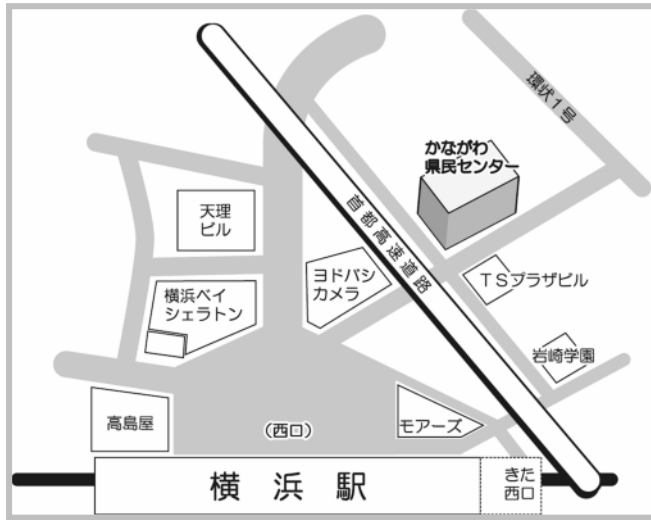 環状1号
かながわ
県民センター
首都高速道路
天理
ビル
ヨドバシ
カメラ
TSプラザビル
横浜ベイ
シェラトン
岩崎学園
高島屋
(西口)
モアーズ
横浜駅
きた
西口